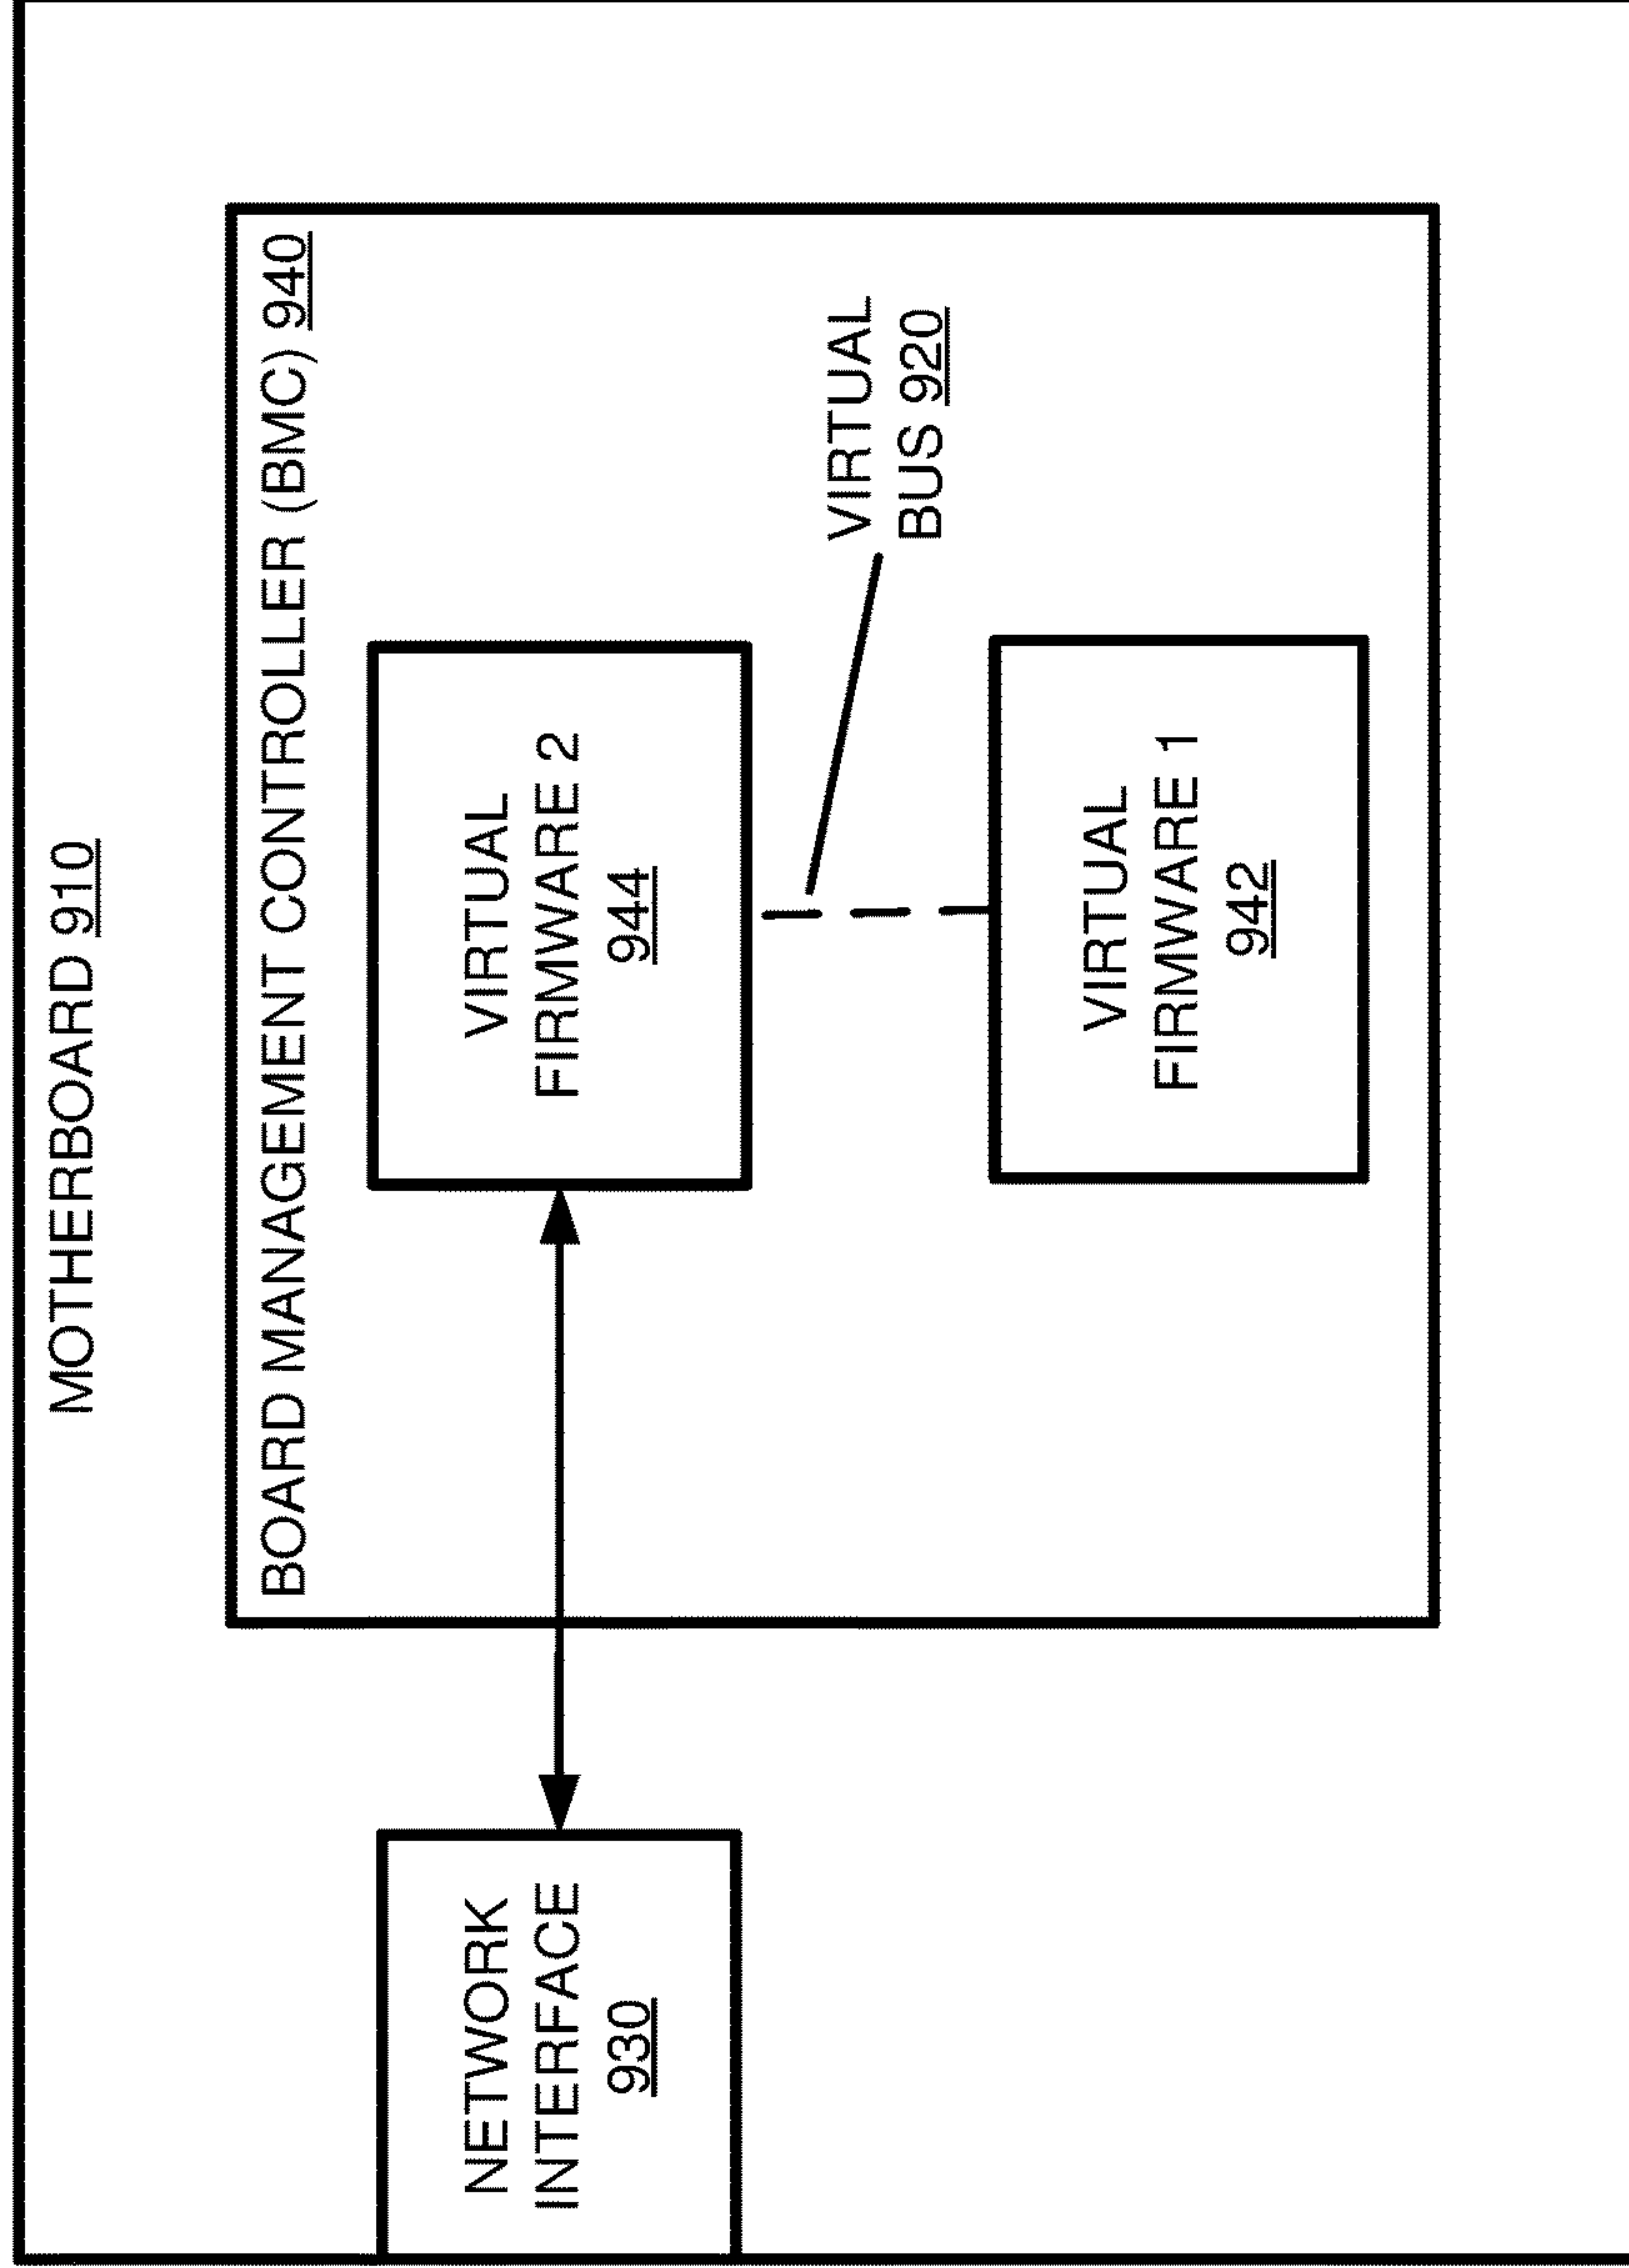 MOTHERBOARD 910
BOARD MANAGEMENT CONTROLLER (BMC) 940
NETWORK
INTERFACE
930
VIRTUAL
FIRMWARE 2
944
VIRTUAL
BUS 920
VIRTUAL
FIRMWARE 1
942